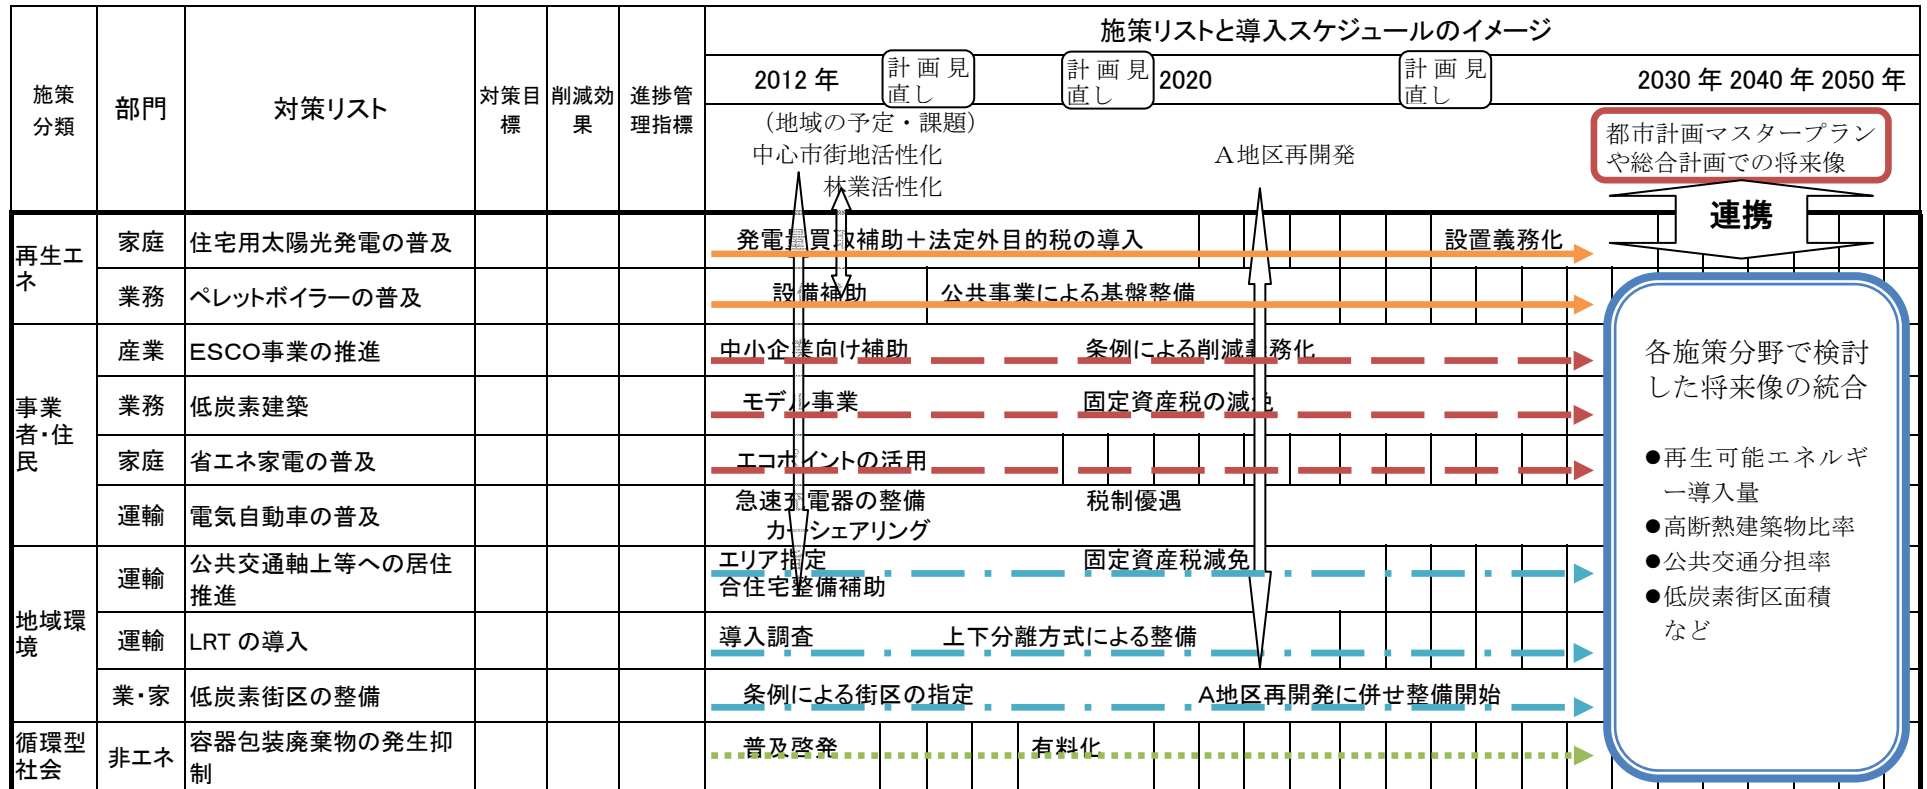 施策リストと導入スケジュールのイメージ
施策
分類
部門
対策リスト
対策目
標
削減効
果
進捗管
理指標
2012 年
計画見
直し
計画見
直し
2020
計画見
直し
2030 年 2040 年 2050 年
（地域の予定・課題）
中心市街地活性化
林業活性化
A地区再開発
都市計画マスタープラン
や総合計画での将来像
連携
再生エ
ネ
家庭
住宅用太陽光発電の普及
発電量買取補助＋法定外目的税の導入
設置義務化
業務
ペレットボイラーの普及
設備補助
公共事業による基盤整備
事業
者・住
民
産業
ESCO事業の推進
中小企業向け補助
条例による削減義務化
業務
低炭素建築
モデル事業
固定資産税の減免
家庭
省エネ家電の普及
エコポイントの活用
運輸
電気自動車の普及
急速充電器の整備
カーシェアリング
税制優遇
地域環
境
運輸
公共交通軸上等への居住
推進
エリア指定
合住宅整備補助
固定資産税減免
運輸
LRT の導入
導入調査
上下分離方式による整備
業・家
低炭素街区の整備
条例による街区の指定
A地区再開発に併せ整備開始
循環型
社会
非エネ
容器包装廃棄物の発生抑
制
普及啓発
有料化
各施策分野で検討
した将来像の統合
●再生可能エネルギ
ー導入量
●高断熱建築物比率
●公共交通分担率
●低炭素街区面積
など